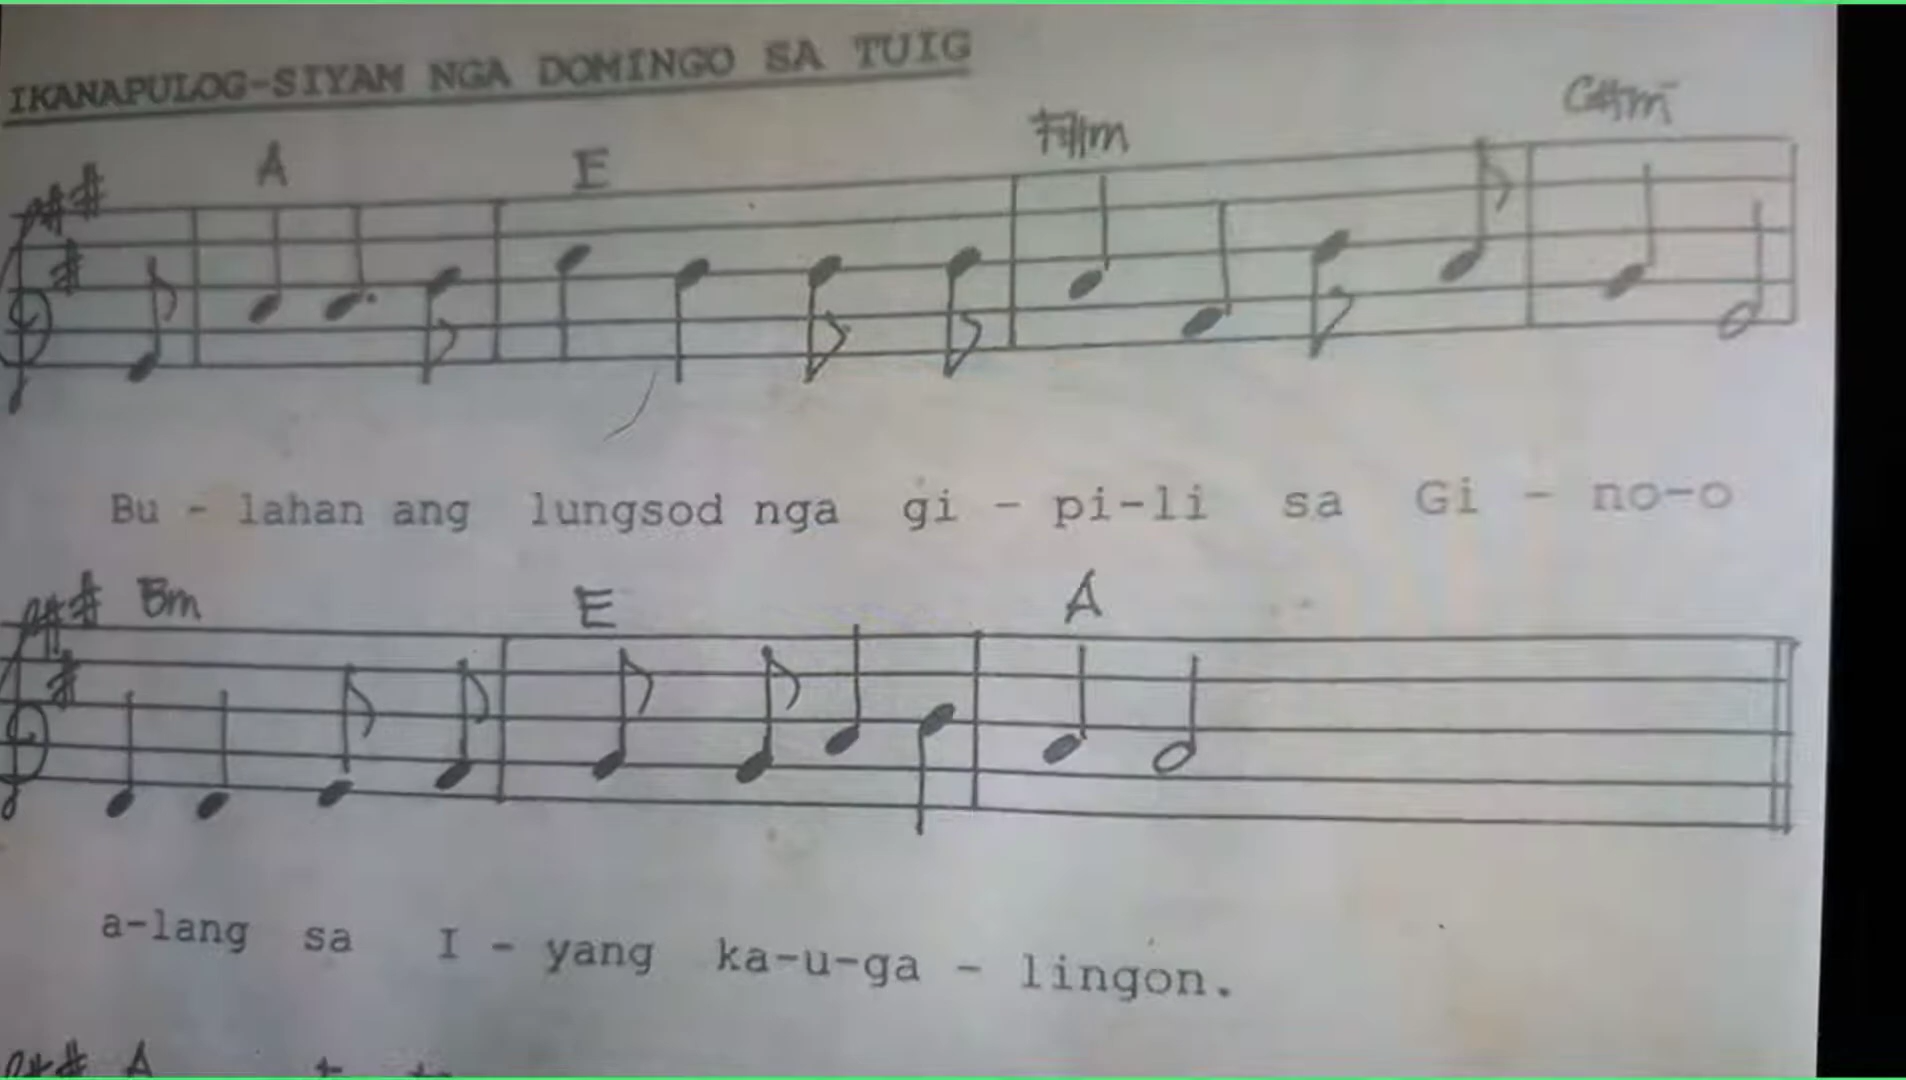 IKANAPULOG-SIYAM NGA DOMINGO SA TUIG
A E F#m C#m
Bu - lahan ang lungsod nga gi - pi-li sa Gi - no-o
Bm E A
a-lang sa I - yang ka-u-ga - lingon.
A